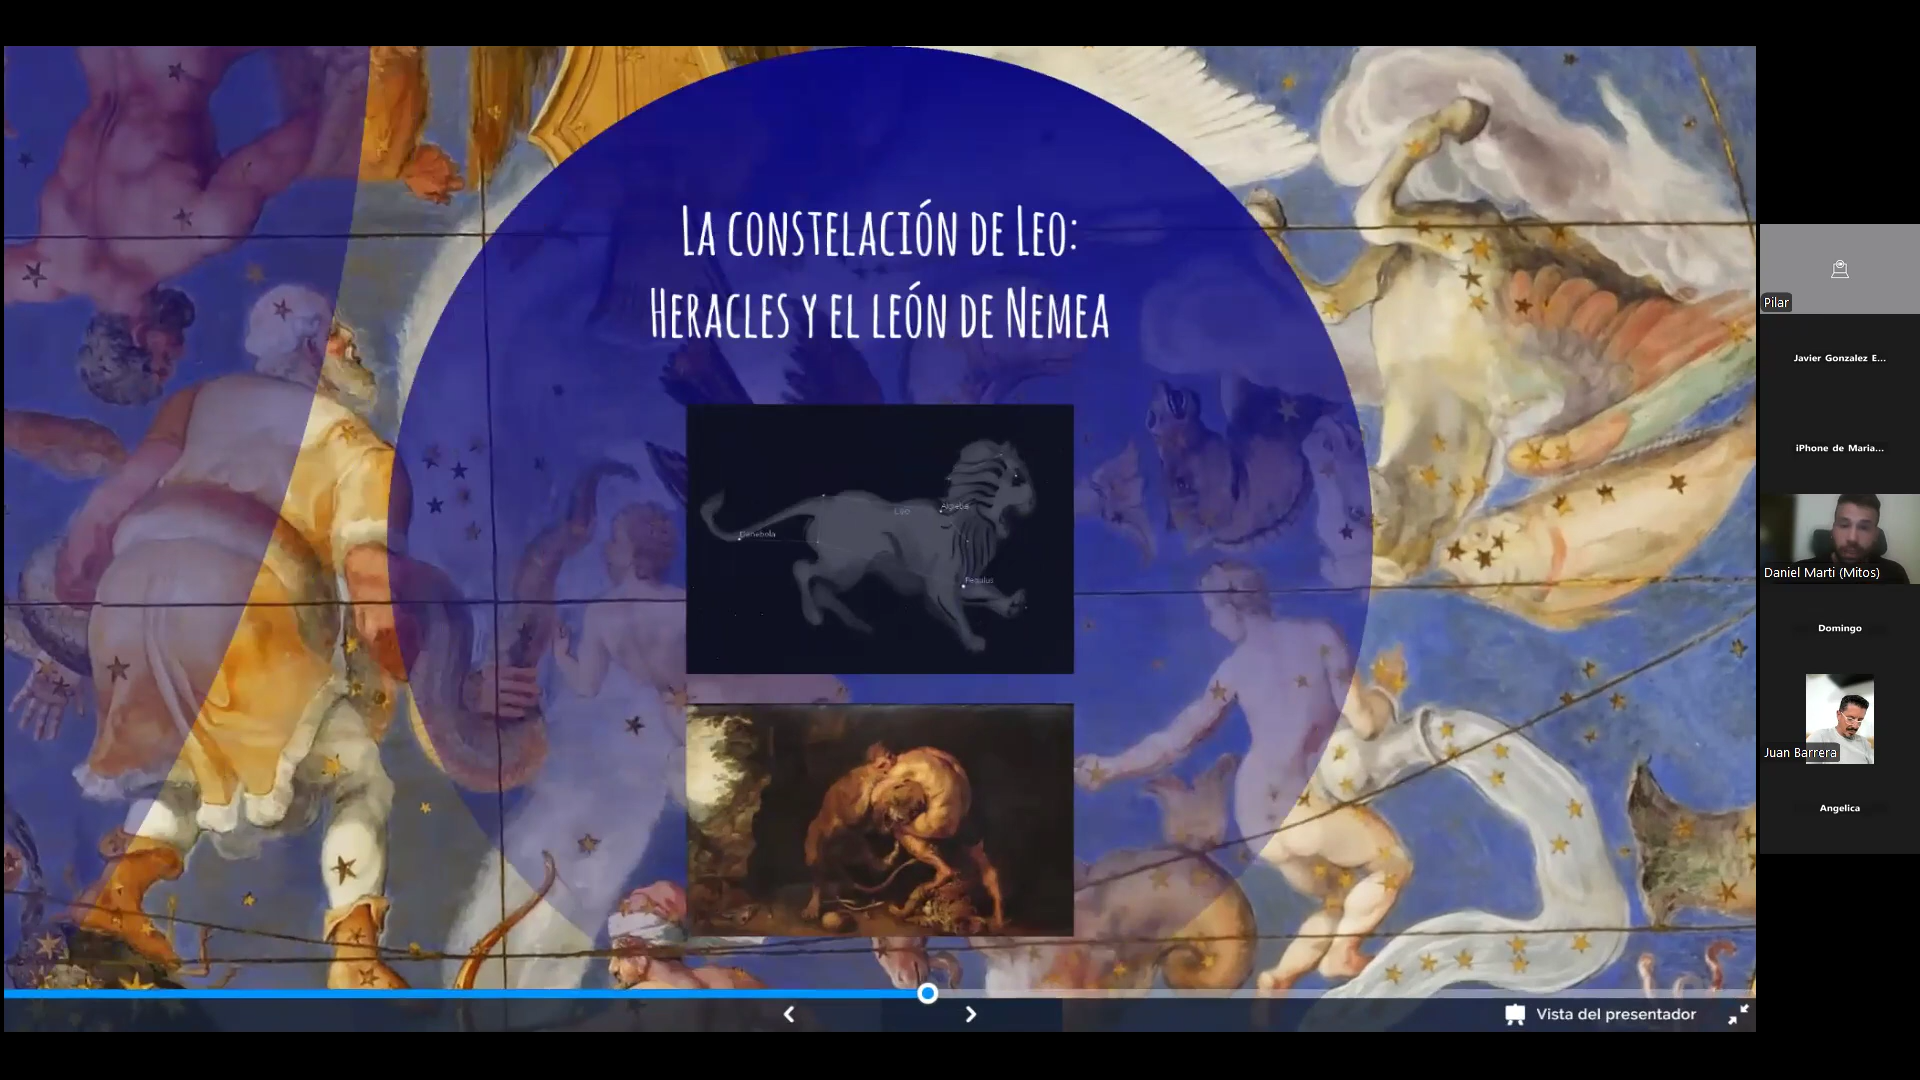 La constelación de Leo:
Heracles y el león de Nemea
Leo
Algieba
Denebola
Regulus
Vista del presentador
Pilar
Javier Gonzalez E...
iPhone de Maria...
Daniel Marti (Mitos)
Domingo
Juan Barrera
Angelica